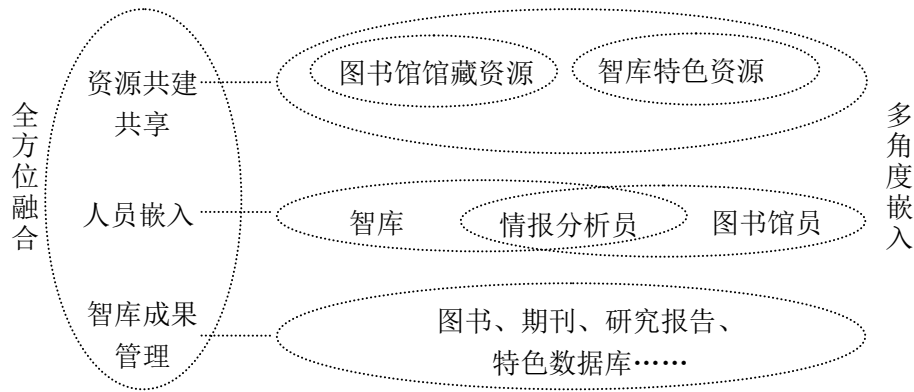 全方位融合
资源共建
共享
图书馆馆藏资源
智库特色资源
人员嵌入
智库
情报分析员
图书馆员
智库成果
管理
图书、期刊、研究报告、
特色数据库……
多角度嵌入